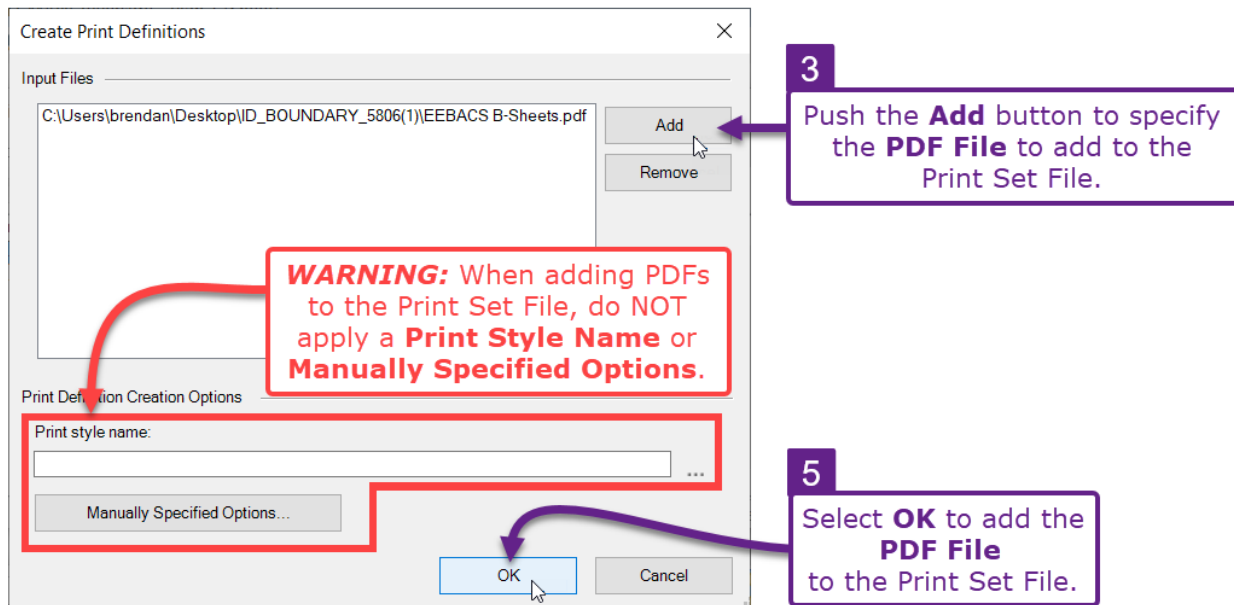 Create Print Definitions
Input Files
C:\Users\brendan\Desktop\ID_BOUNDARY_5806(1)\EEBACS B-Sheets.pdf
Add
Remove
3
Push the Add button to specify
the PDF File to add to the
Print Set File.
WARNING: When adding PDFs
to the Print Set File, do NOT
apply a Print Style Name or
Manually Specified Options.
Print Definition Creation Options
Print style name:
...
Manually Specified Options...
5
Select OK to add the
PDF File
to the Print Set File.
OK
Cancel